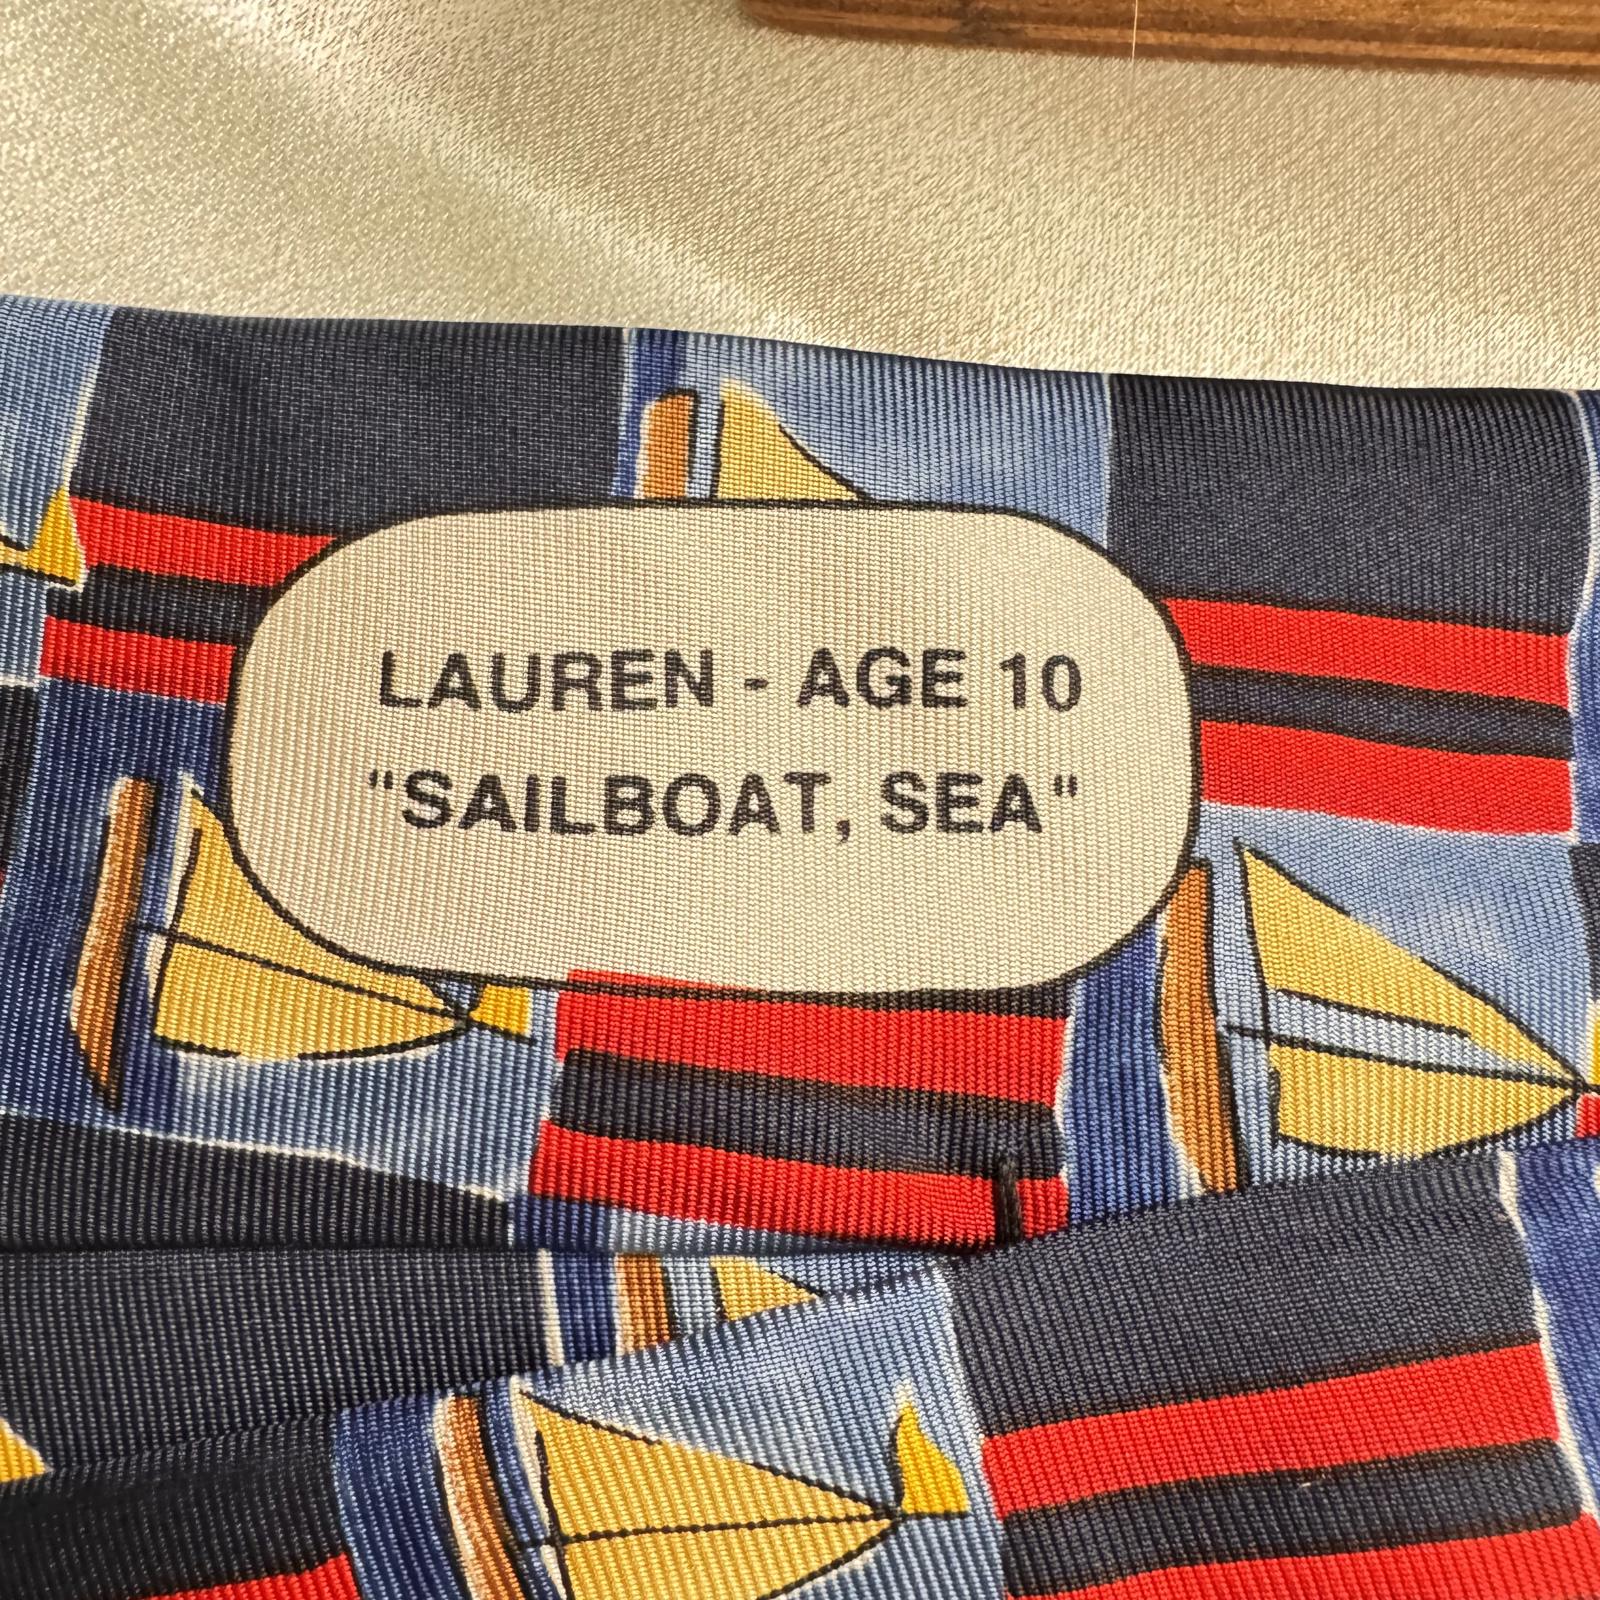 LAUREN - AGE 10
"SAILBOAT, SEA"